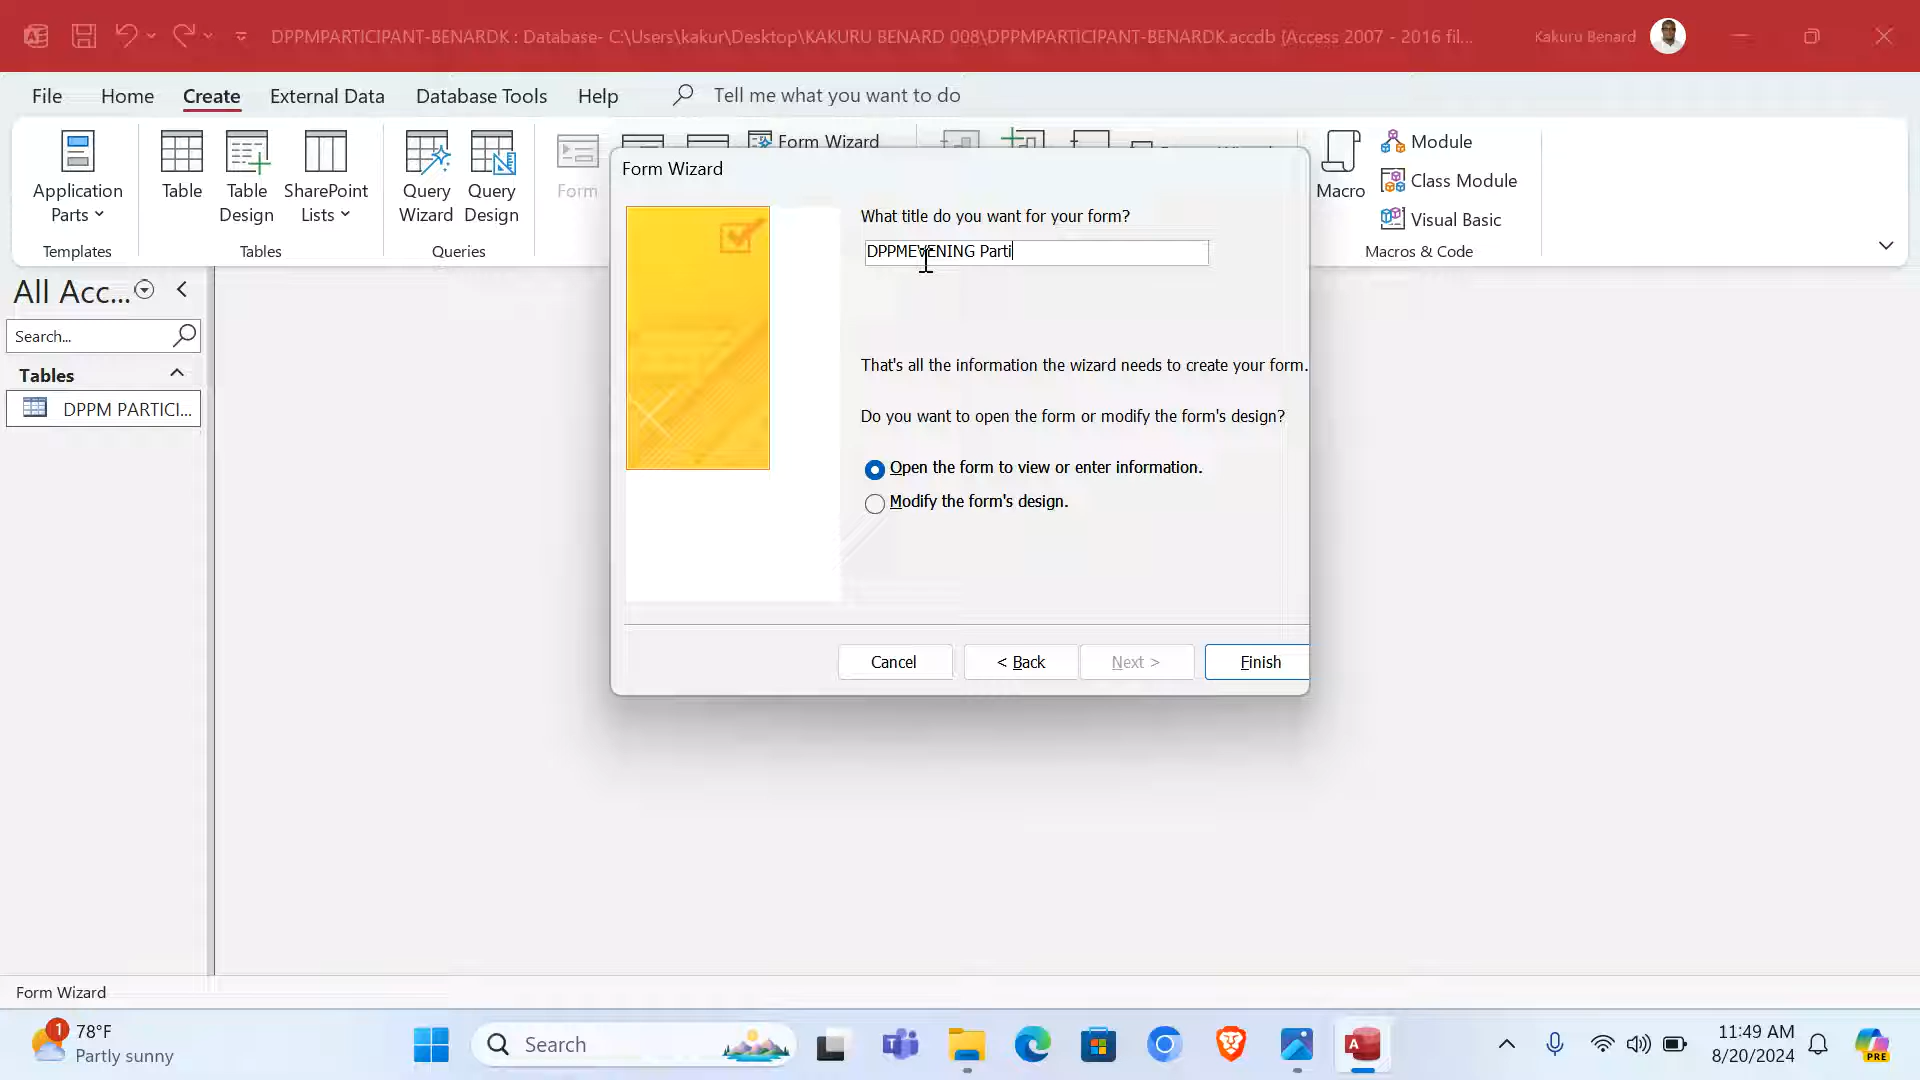 DPPMPARTICIPANT-BENARDK : Database- C:\Users\kakur\Desktop\KAKURU BENARD 008\DPPMPARTICIPANT-BENARDK.accdb (Access 2007 - 2016 fil...
Kakuru Benard
File Home Create External Data Database Tools Help Tell me what you want to do
Application Parts
Table
Table Design
SharePoint Lists
Query Wizard
Query Design
Form
Form Wizard
Macro
Module
Class Module
Visual Basic
Templates
Tables
Queries
Macros & Code
All Acc...
Search...
Tables
DPPM PARTICI...
Form Wizard
What title do you want for your form?
DPPMEVENING Parti
That's all the information the wizard needs to create your form.
Do you want to open the form or modify the form's design?
Open the form to view or enter information.
Modify the form's design.
Cancel
< Back
Next >
Finish
Form Wizard
1
78°F
Partly sunny
Search
11:49 AM
8/20/2024
PRE